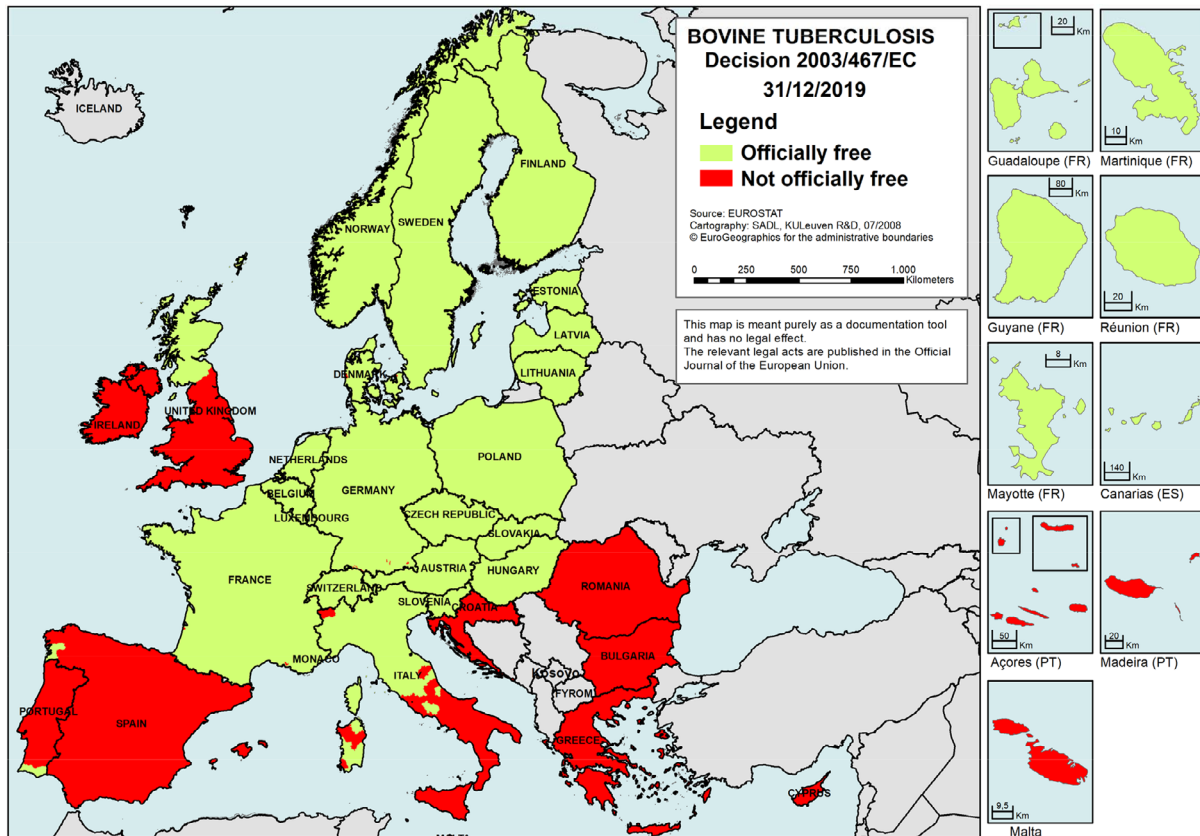 BOVINE TUBERCULOSIS
Decision 2003/467/EC
31/12/2019
Legend
Officially free
Not officially free
Source: EUROSTAT
Cartography: SADL, KULeuven R&D, 07/2008
© EuroGeographics for the administrative boundaries
0 250 500 750 1.000
Kilometers
This map is meant purely as a documentation tool
and has no legal effect.
The relevant legal acts are published in the Official
Journal of the European Union.
ICELAND
FINLAND
NORWAY
SWEDEN
ESTONIA
LATVIA
LITHUANIA
DENMARK
UNITED KINGDOM
IRELAND
NETHERLANDS
BELGIUM
LUXEMBOURG
GERMANY
POLAND
CZECH REPUBLIC
SLOVAKIA
AUSTRIA
HUNGARY
FRANCE
SWITZERLAND
SLOVENIA
CROATIA
ROMANIA
BULGARIA
MONACO
ITALY
Kosovo
FYROM
GREECE
PORTUGAL
SPAIN
CYPRUS
20
Km
Guadaloupe (FR)
10
Km
Martinique (FR)
80
Km
Guyane (FR)
20
Km
Réunion (FR)
8
Km
Mayotte (FR)
140
Km
Canarias (ES)
50
Km
Açores (PT)
20
Km
Madeira (PT)
9,5
Km
Malta